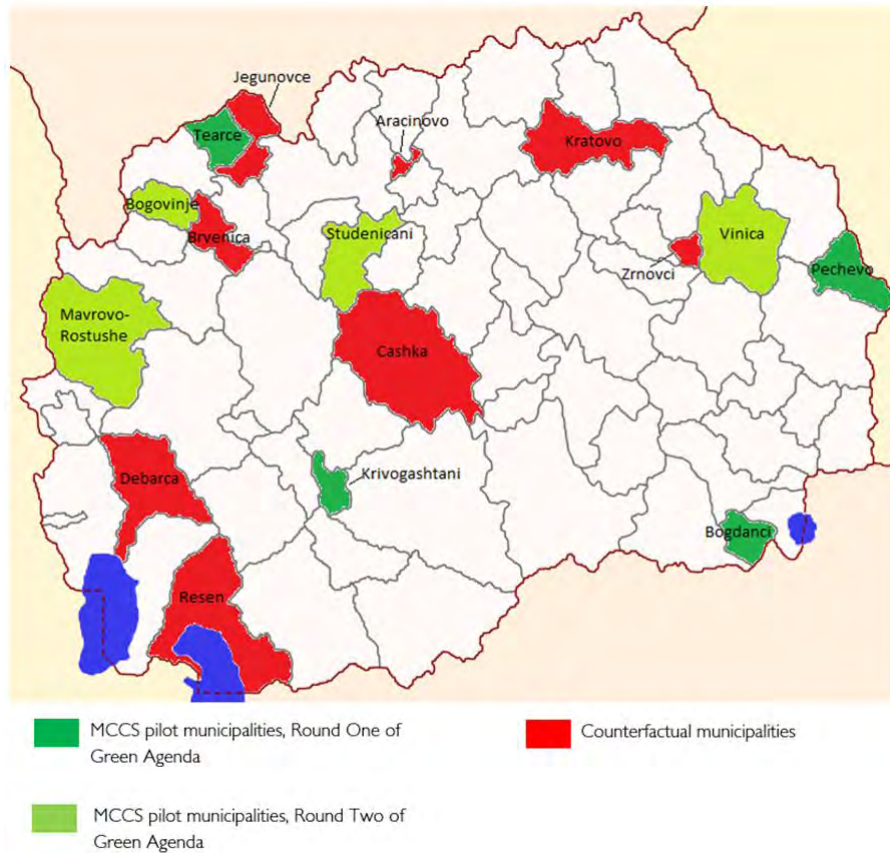 Jegunovce
Tearce
Aracinovo
Kratovo
Bogovinje
Brvenica
Studenicani
Vinica
Zrnovci
Pechevo
Mavrovo-
Rostushe
Cashka
Debarca
Krivogashtani
Bogdanci
Resen
MCCS pilot municipalities, Round One of
Green Agenda
Counterfactual municipalities
MCCS pilot municipalities, Round Two of
Green Agenda